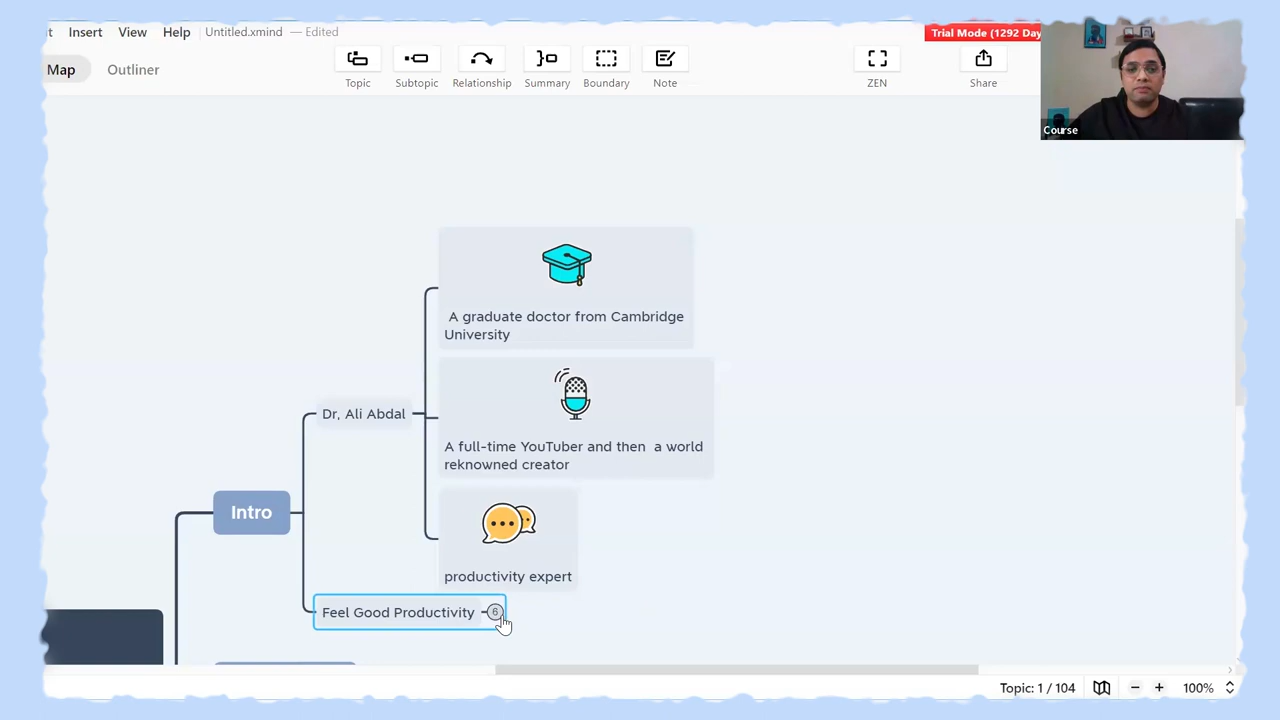 t Insert View Help Untitled.xmind — Edited
Trial Mode (1292 Day
Map Outliner
Topic Subtopic Relationship Summary Boundary Note ZEN Share
Course
A graduate doctor from Cambridge
University
Dr, Ali Abdal
A full-time YouTuber and then a world
reknowned creator
Intro
productivity expert
Feel Good Productivity 6
Topic: 1 / 104 100%